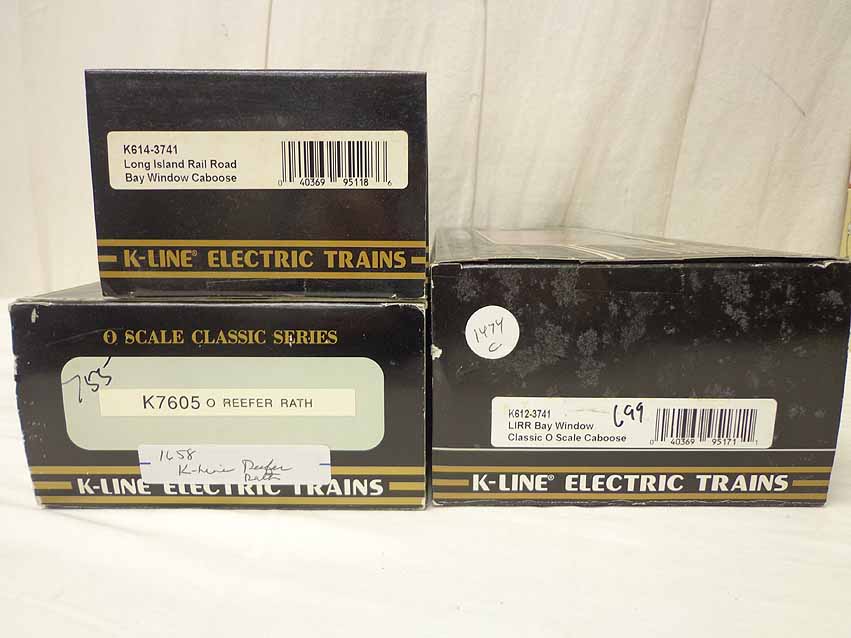 K614-3741
Long Island Rail Road
Bay Window Caboose
0 40369 95118 6
K-LINE® ELECTRIC TRAINS
O SCALE CLASSIC SERIES
755
K7605 O REEFER RATH
1658
K-Line Reefer
Rath
K-LINE ELECTRIC TRAINS
1474
C
K612-3741
699
LIRR Bay Window
Classic O Scale Caboose
0 40369 95171 1
K-LINE® ELECTRIC TRAINS